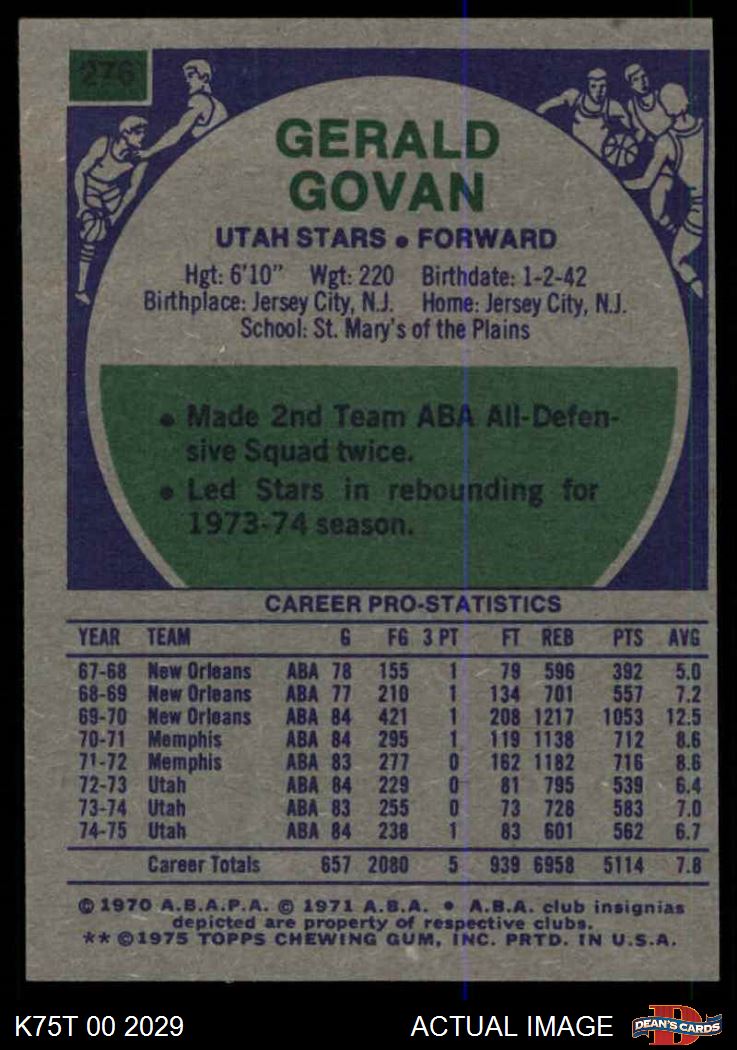 276
GERALD
GOVAN
UTAH STARS • FORWARD
Hgt: 6'10" Wgt: 220 Birthdate: 1-2-42
Birthplace: Jersey City, N.J. Home: Jersey City, N.J.
School: St. Mary's of the Plains
• Made 2nd Team ABA All-Defen-
sive Squad twice.
• Led Stars in rebounding for
1973-74 season.
CAREER PRO-STATISTICS
YEAR TEAM G FG 3 PT FT REB PTS AVG
67-68 New Orleans ABA 78 155 1 79 596 392 5.0
68-69 New Orleans ABA 77 210 1 134 701 557 7.2
69-70 New Orleans ABA 84 421 1 208 1217 1053 12.5
70-71 Memphis ABA 84 295 1 119 1138 712 8.6
71-72 Memphis ABA 83 277 0 162 1182 716 8.6
72-73 Utah ABA 84 229 0 81 795 539 6.4
73-74 Utah ABA 83 255 0 73 728 583 7.0
74-75 Utah ABA 84 238 1 83 601 562 6.7
Career Totals 657 2080 5 939 6958 5114 7.8
© 1970 A.B.A.P.A. © 1971 A.B.A. • A.B.A. club insignias
depicted are property of respective clubs.
** ©1975 TOPPS CHEWING GUM, INC. PRTD. IN U.S.A.
K75T 00 2029 ACTUAL IMAGE
DEAN'S CARDS